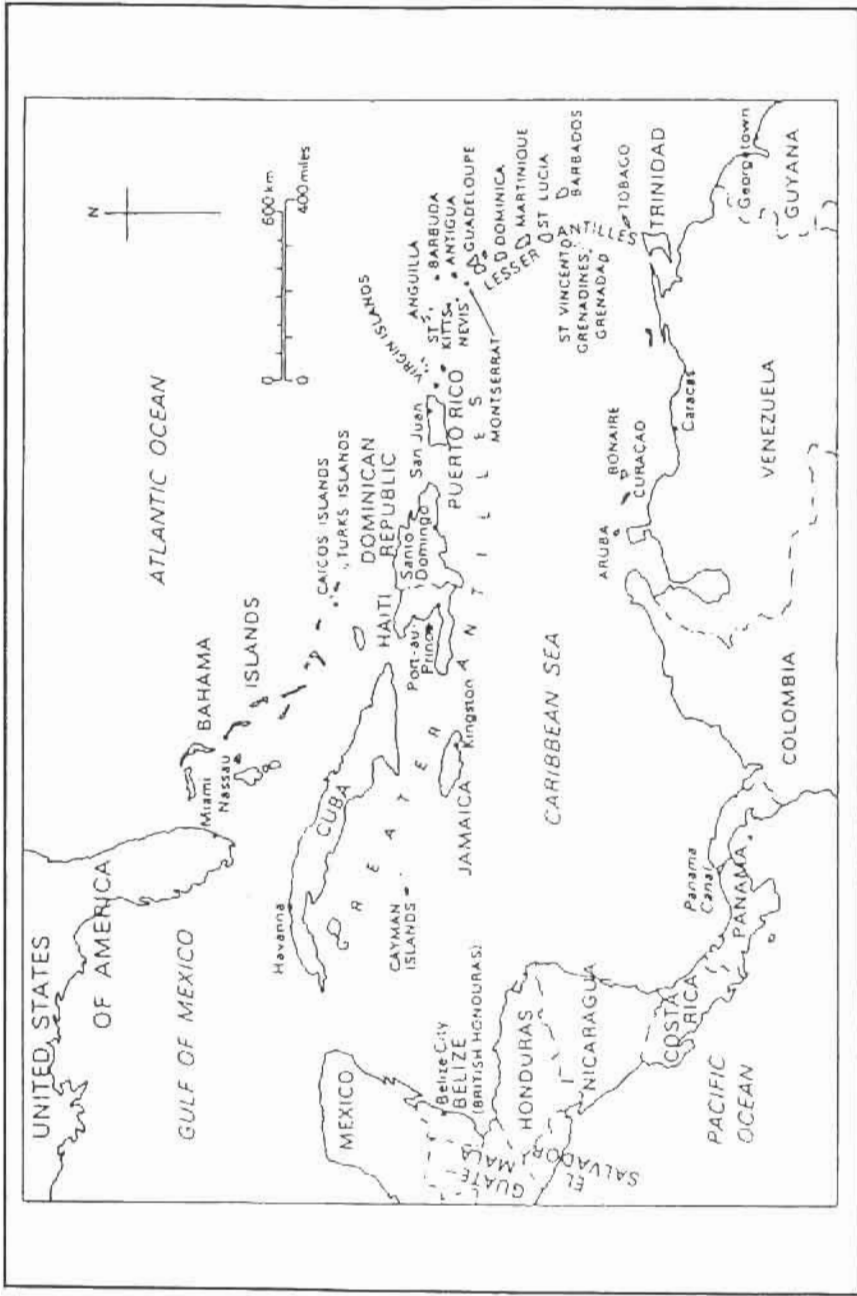 UNITED STATES
OF AMERICA
GULF OF MEXICO
ATLANTIC OCEAN
N
0 600 km
0 400 miles
Miami
Nassau
BAHAMA
ISLANDS
CAICOS ISLANDS
TURKS ISLANDS
Havanna
CUBA
MEXICO
CAYMAN
ISLANDS
HAITI
Port-au-
Prince
DOMINICAN
REPUBLIC
Santo
Domingo
San Juan
PUERTO RICO
VIRGIN ISLANDS
ANGUILLA
ST
KITTS
NEVIS
BARBUDA
ANTIGUA
GUADELOUPE
MONTSERRAT
DOMINICA
MARTINIQUE
ST LUCIA
BARBADOS
LESSER ANTILLES
ST VINCENT
GRENADINES
GRENADA
TOBAGO
TRINIDAD
JAMAICA
Kingston
REATER ANTILLES
Belize City
BELIZE
(BRITISH HONDURAS)
GUATEMALA
EL
SALVADOR
HONDURAS
NICARAGUA
COSTA
RICA
Panama
Canal
PANAMA
PACIFIC
OCEAN
CARIBBEAN SEA
ARUBA
BONAIRE
CURAÇAO
Caracas
COLOMBIA
VENEZUELA
Georgetown
GUYANA